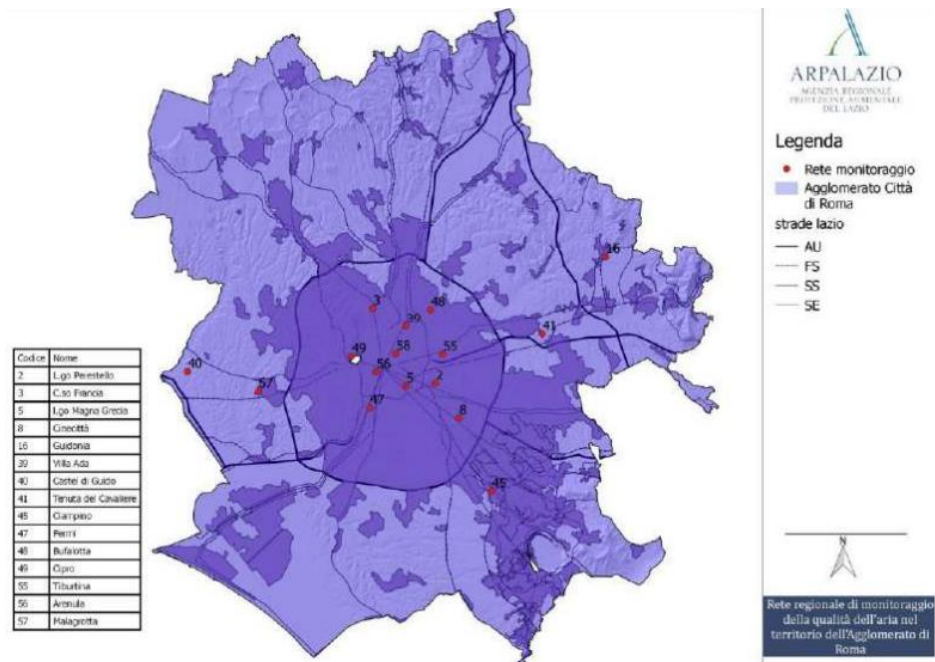 ARPALAZIO
AGENZIA REGIONALE
PROTEZIONE AMBIENTALE
DEL LAZIO
Legenda
Rete monitoraggio
Agglomerato Città
di Roma
strade lazio
AU
FS
SS
SE
N
Rete regionale di monitoraggio
della qualità dell'aria nel
territorio dell'Agglomerato di
Roma
16
3
48
39
41
49
58
55
40
56
57
5
2
47
8
45
Codice Nome
2 L.go Perestello
3 C.so Francia
5 L.go Magna Grecia
8 Cinecittà
16 Guidonia
39 Villa Ada
40 Castel di Guido
41 Tenuta del Cavaliere
45 Ciampino
47 Fermi
48 Bufalotta
49 Cipro
55 Tiburtina
56 Arenula
57 Malagrotta